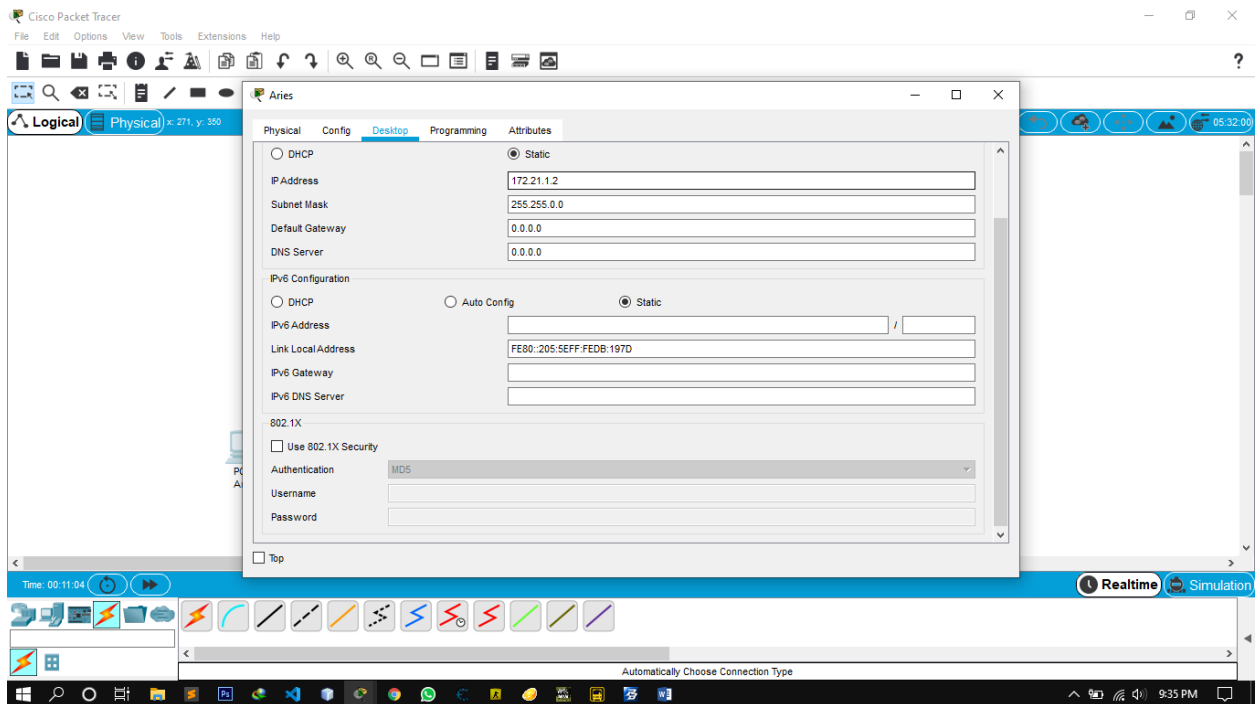 Cisco Packet Tracer
File Edit Options View Tools Extensions Help
?
Aries
Logical Physical x: 271, y: 350 05:32:00
Physical Config Desktop Programming Attributes
DHCP Static
IP Address 172.21.1.2
Subnet Mask 255.255.0.0
Default Gateway 0.0.0.0
DNS Server 0.0.0.0
IPv6 Configuration
DHCP Auto Config Static
IPv6 Address /
Link Local Address FE80::205:5EFF:FEDB:197D
IPv6 Gateway
IPv6 DNS Server
802.1X
Use 802.1X Security
Authentication MD5
Username
Password
Top
Time: 00:11:04 Realtime Simulation
Automatically Choose Connection Type
Ps
9:35 PM